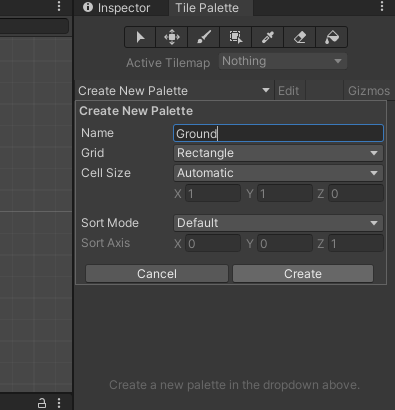 Inspector Tile Palette
Active Tilemap Nothing
Create New Palette Edit Gizmos
Create New Palette
Name Ground
Grid Rectangle
Cell Size Automatic
X 1 Y 1 Z 0
Sort Mode Default
Sort Axis X 0 Y 0 Z 1
Cancel Create
Create a new palette in the dropdown above.